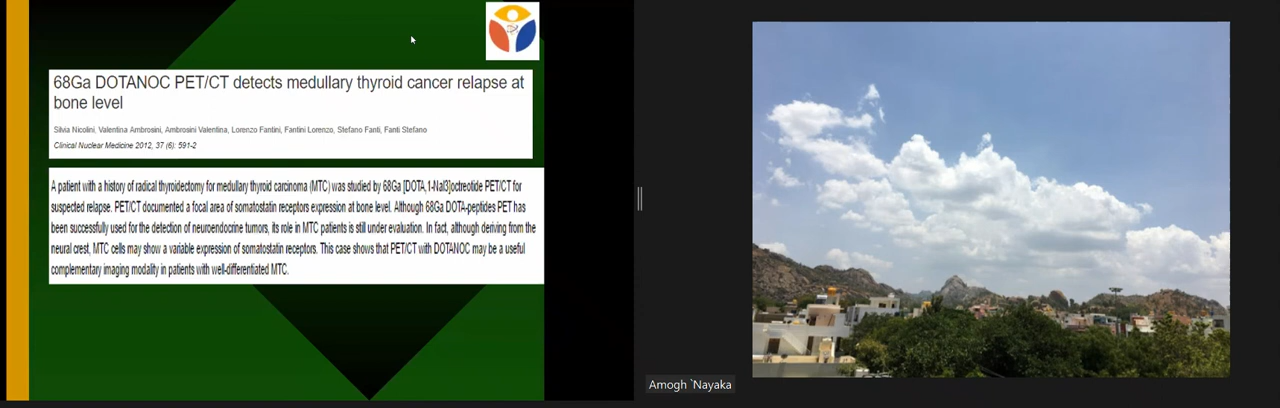 68Ga DOTANOC PET/CT detects medullary thyroid cancer relapse at
bone level
Silvia Nicolini, Valentina Ambrosini, Ambrosini Valentina, Lorenzo Fantini, Fantini Lorenzo, Stefano Fanti, Fanti Stefano
Clinical Nuclear Medicine 2012, 37 (6): 591-2
A patient with a history of radical thyroidectomy for medullary thyroid carcinoma (MTC) was studied by 68Ga [DOTA,1-Nal3]octreotide PET/CT for
suspected relapse. PET/CT documented a focal area of somatostatin receptors expression at bone level. Although 68Ga DOTA-peptides PET has
been successfully used for the detection of neuroendocrine tumors, its role in MTC patients is still under evaluation. In fact, although deriving from the
neural crest, MTC cells may show a variable expression of somatostatin receptors. This case shows that PET/CT with DOTANOC may be a useful
complementary imaging modality in patients with well-differentiated MTC.
Amogh `Nayaka